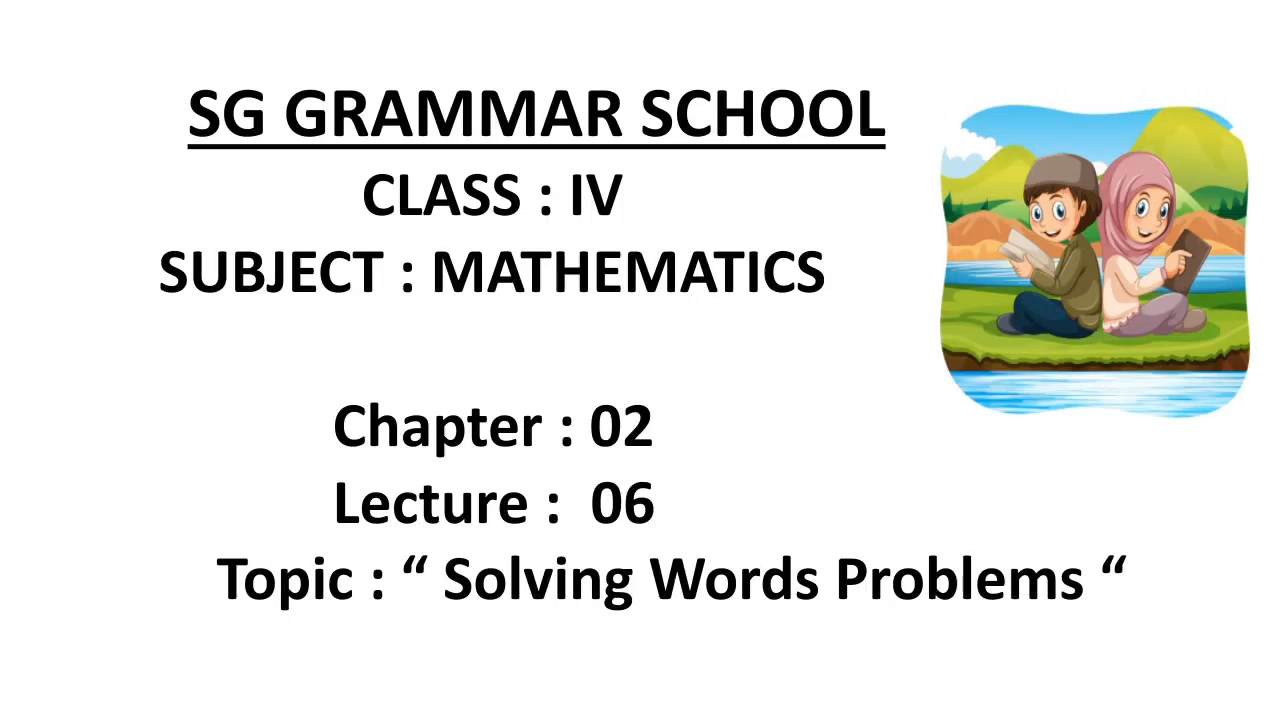 SG GRAMMAR SCHOOL
CLASS : IV
SUBJECT : MATHEMATICS
Chapter : 02
Lecture :  06
Topic : “ Solving Words Problems “